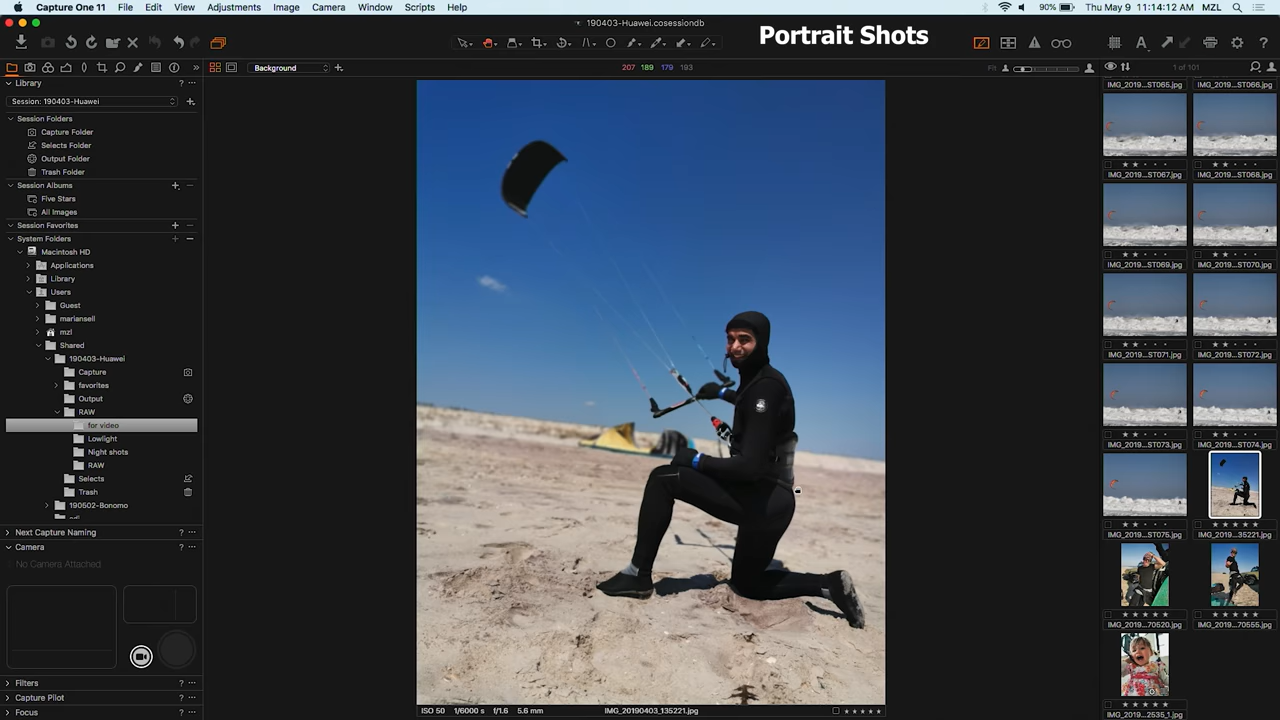 Capture One 11 File Edit View Adjustments Image Camera Window Scripts Help
90% Thu May 9 11:14:12 MZL
190403-Huawei.cosessiondb
Portrait Shots
Background
207 189 179 193
Fit
1 of 101
Library
Session: 190403-Huawei
Session Folders
Capture Folder
Selects Folder
Output Folder
Trash Folder
Session Albums
Five Stars
All Images
Session Favorites
System Folders
Macintosh HD
Applications
Library
Users
Guest
mariansell
mzl
Shared
190403-Huawei
Capture
favorites
Output
RAW
for video
Lowlight
Night shots
RAW
Selects
Trash
190502-Bonomo
Next Capture Naming
Camera
No Camera Attached
Filters
Capture Pilot
Focus
ISO 50 1/6000 s f/1.6 5.6 mm IMG_20190403_135221.jpg
IMG_2019...ST065.jpg IMG_2019...ST066.jpg
IMG_2019...ST067.jpg IMG_2019...ST068.jpg
IMG_2019...ST069.jpg IMG_2019...ST070.jpg
IMG_2019...ST071.jpg IMG_2019...ST072.jpg
IMG_2019...ST073.jpg IMG_2019...ST074.jpg
IMG_2019...ST075.jpg IMG_2019...35221.jpg
IMG_2019...70520.jpg IMG_2019...70555.jpg
IMG_2019...2535_1.jpg